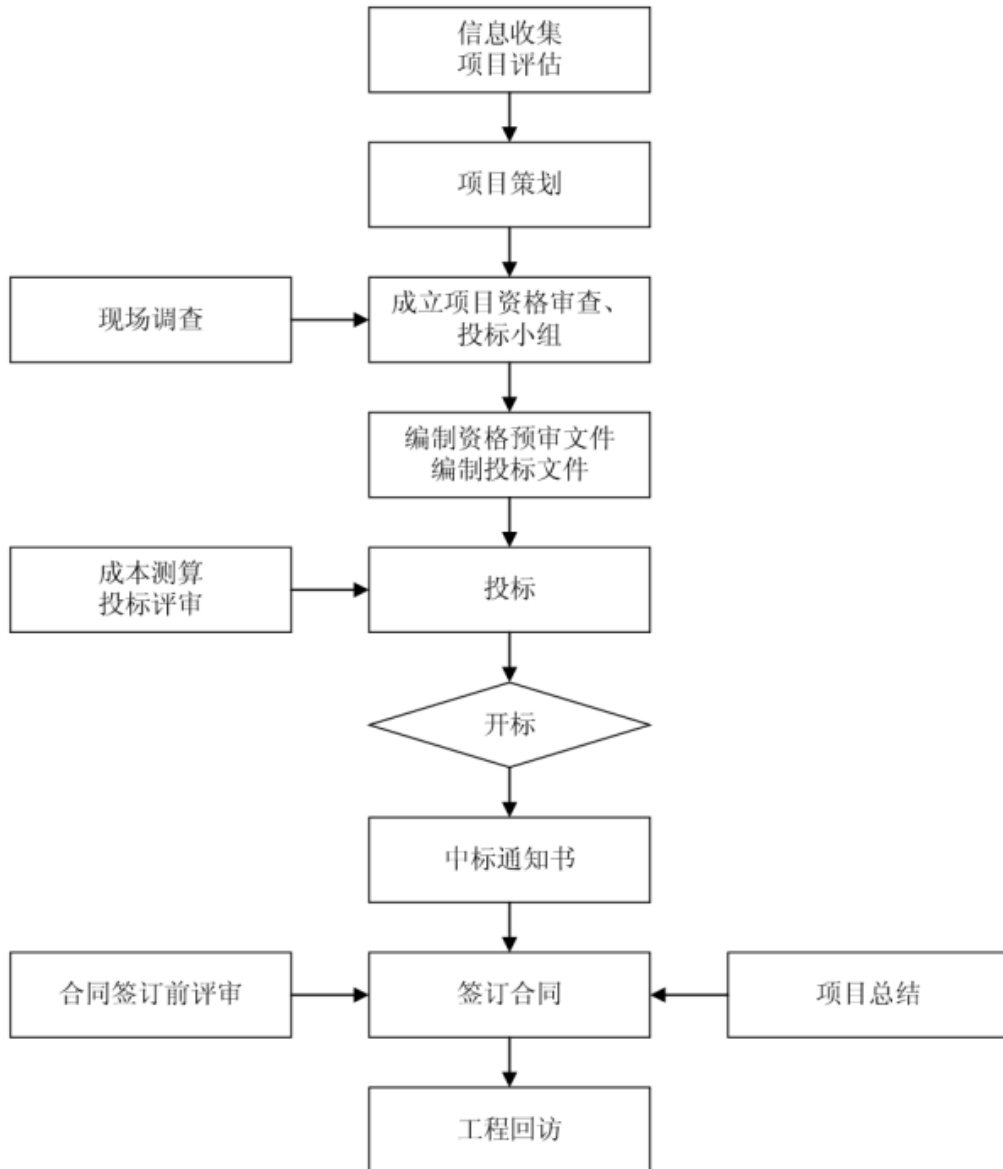 信息收集
项目评估
项目策划
现场调查
成立项目资格审查、
投标小组
编制资格预审文件
编制投标文件
成本测算
投标评审
投标
开标
中标通知书
合同签订前评审
签订合同
项目总结
工程回访